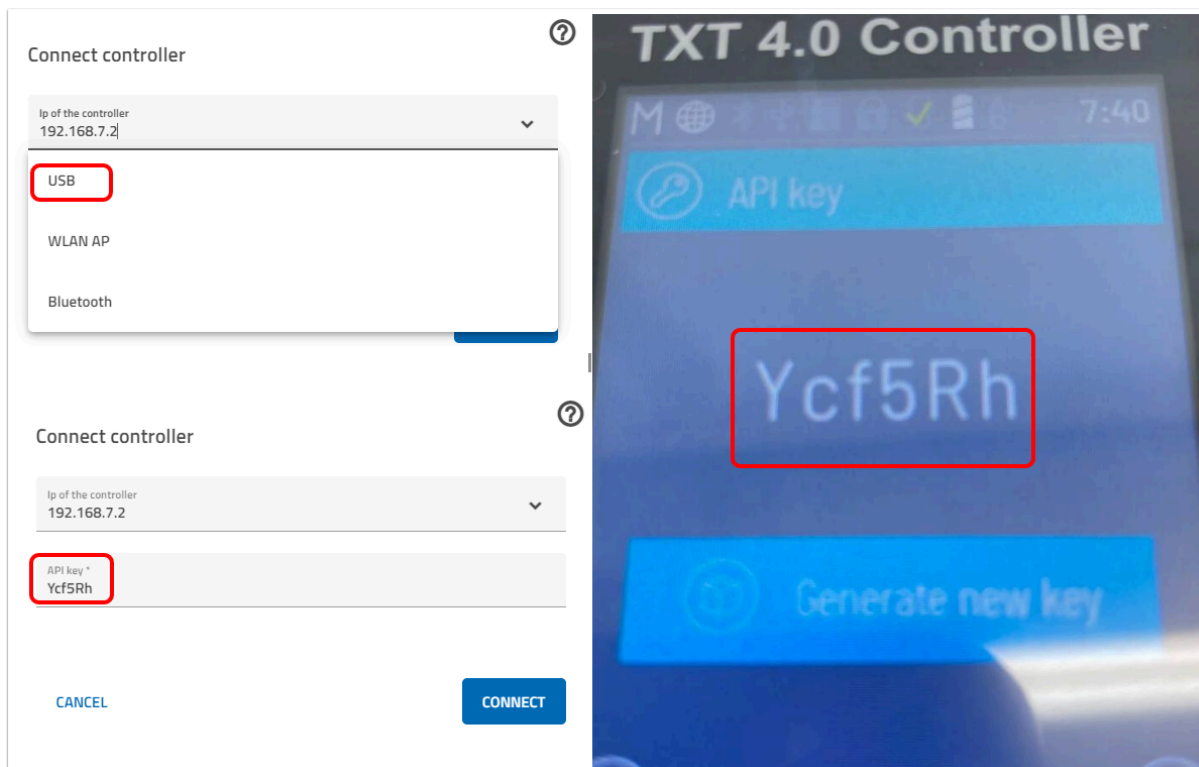 Connect controller
Ip of the controller
192.168.7.2
USB
WLAN AP
Bluetooth
Connect controller
Ip of the controller
192.168.7.2
API key *
Ycf5Rh
CANCEL
CONNECT
TXT 4.0 Controller
M 7:40
API key
Ycf5Rh
Generate new key